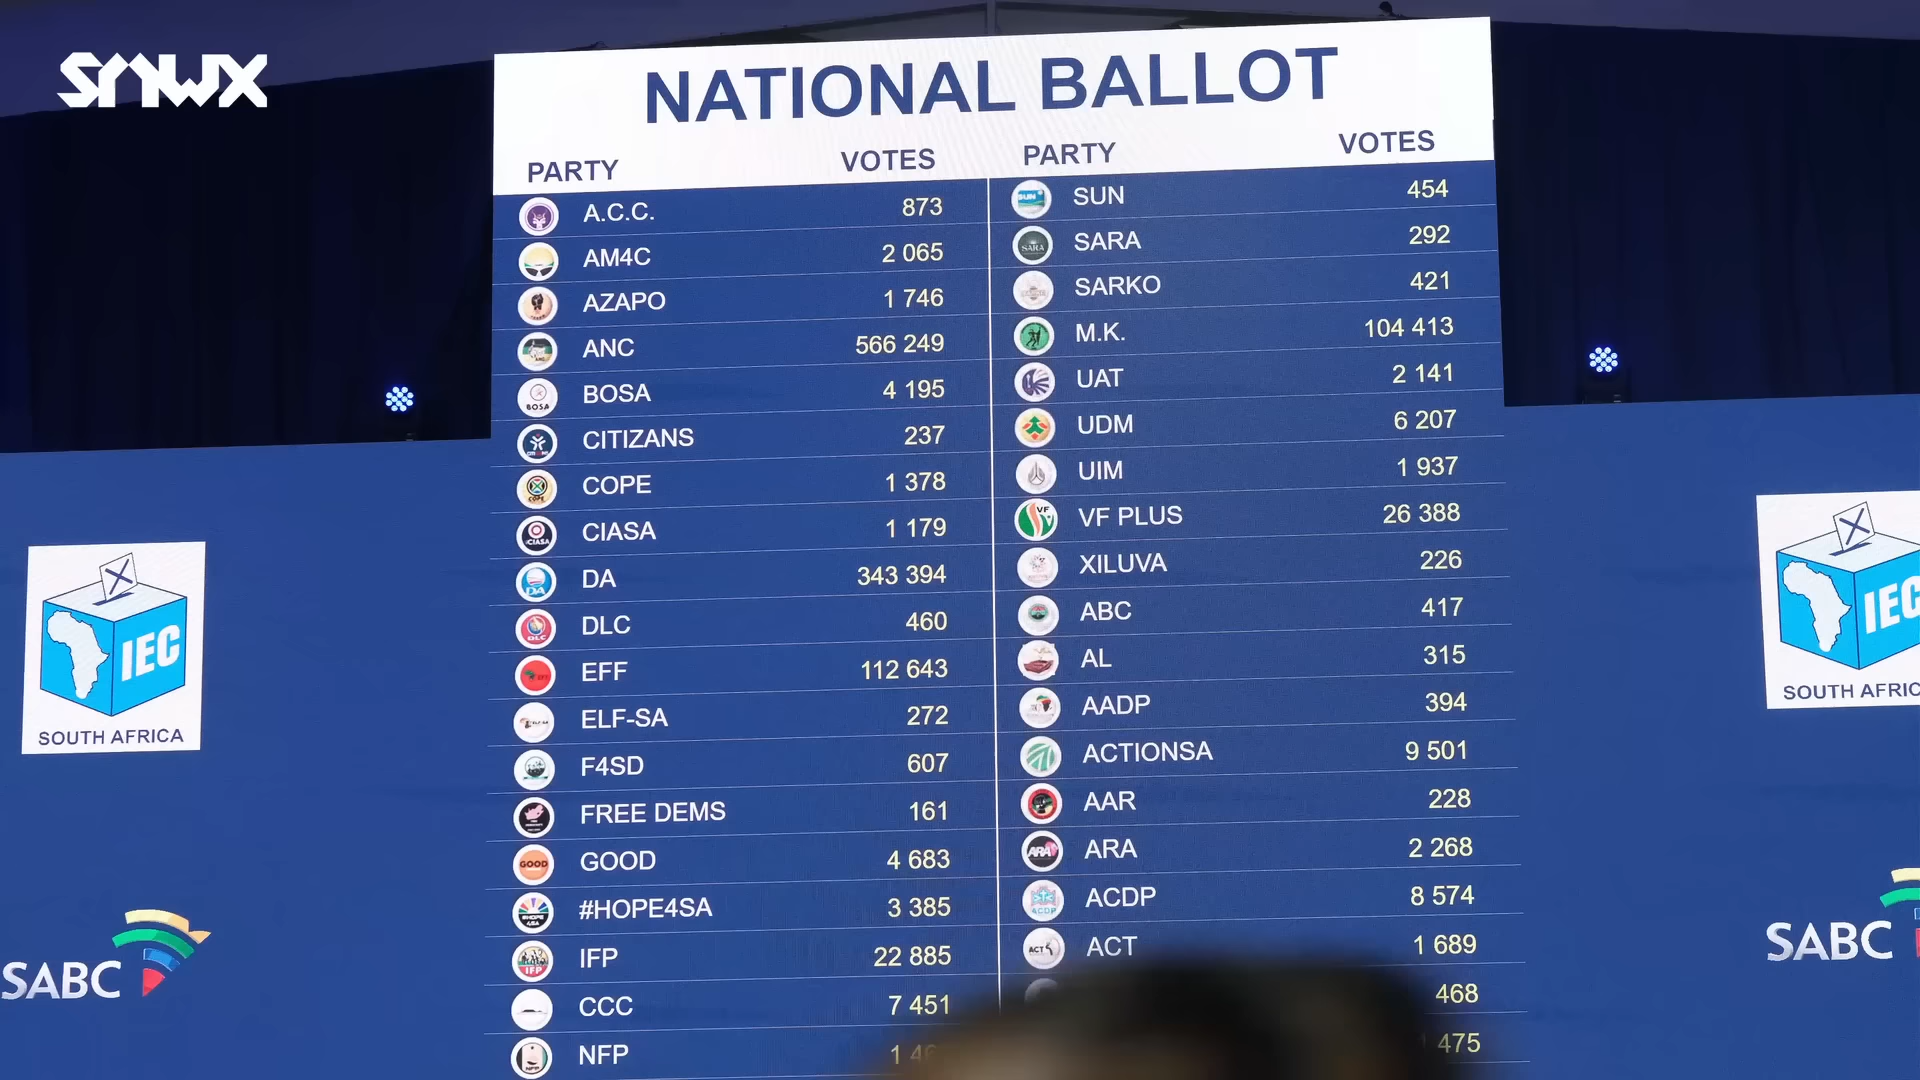 SMWX
NATIONAL BALLOT
PARTY VOTES
A.C.C. 873
AM4C 2 065
AZAPO 1 746
ANC 566 249
BOSA 4 195
CITIZANS 237
COPE 1 378
CIASA 1 179
DA 343 394
DLC 460
EFF 112 643
ELF-SA 272
F4SD 607
FREE DEMS 161
GOOD 4 683
#HOPE4SA 3 385
IFP 22 885
CCC 7 451
NFP
PARTY VOTES
SUN 454
SARA 292
SARKO 421
M.K. 104 413
UAT 2 141
UDM 6 207
UIM 1 937
VF PLUS 26 388
XILUVA 226
ABC 417
AL 315
AADP 394
ACTIONSA 9 501
AAR 228
ARA 2 268
ACDP 8 574
ACT 1 689
468
475
IEC
SOUTH AFRICA
SABC
IEC
SOUTH AFRIC
SABC